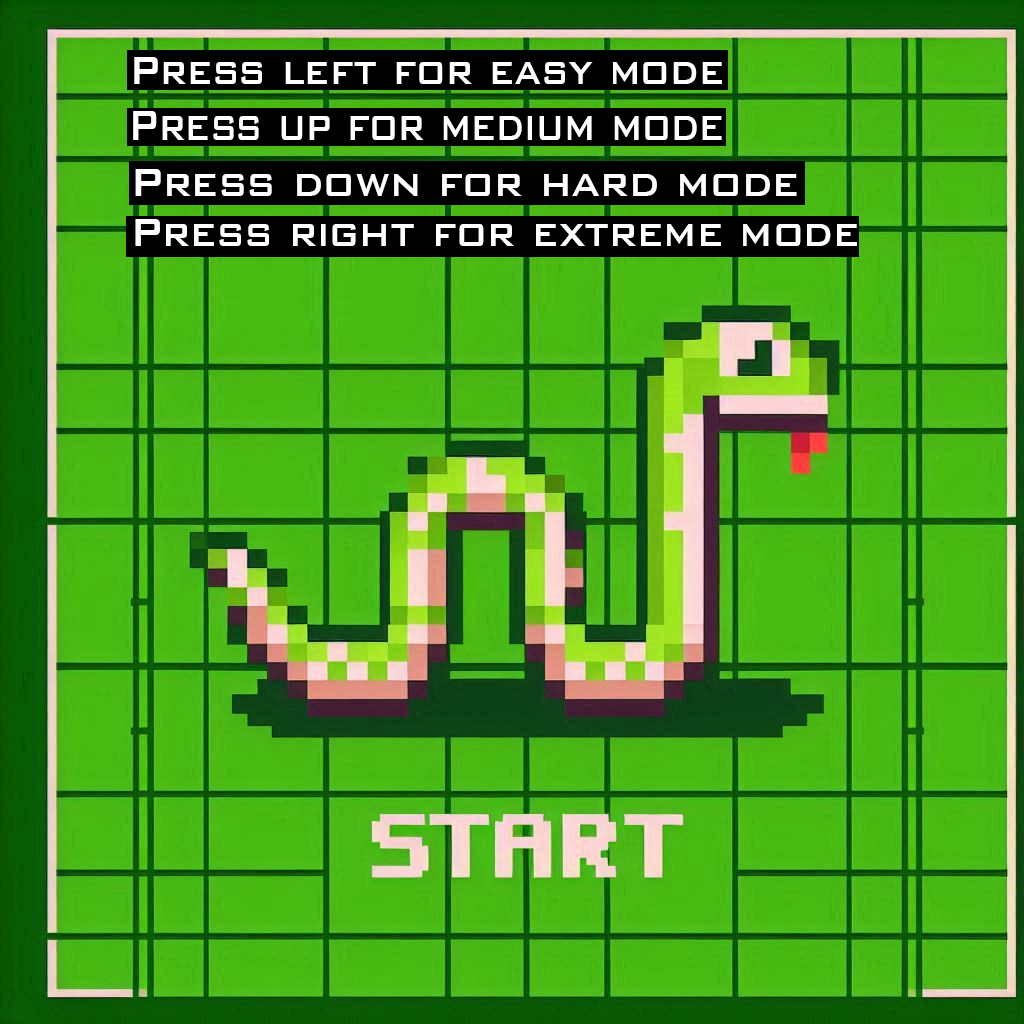 Press left for easy mode
Press up for medium mode
Press down for hard mode
Press right for extreme mode
START